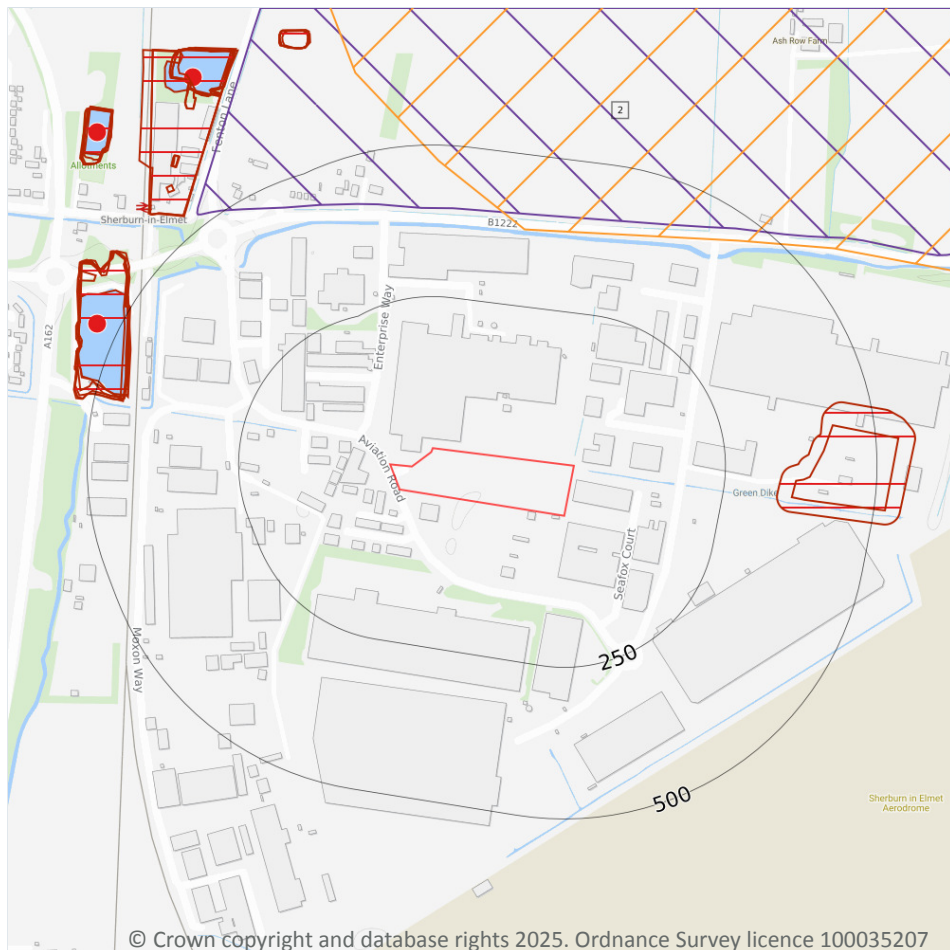 Ash Row Farm
2
Fenton Lane
Allotments
Sherburn-in-Elmet
B1222
A162
Enterprise Way
Aviation Road
Green Dike
Seafox Court
250
Moxon Way
500
Sherburn in Elmet
Aerodrome
© Crown copyright and database rights 2025. Ordnance Survey licence 100035207